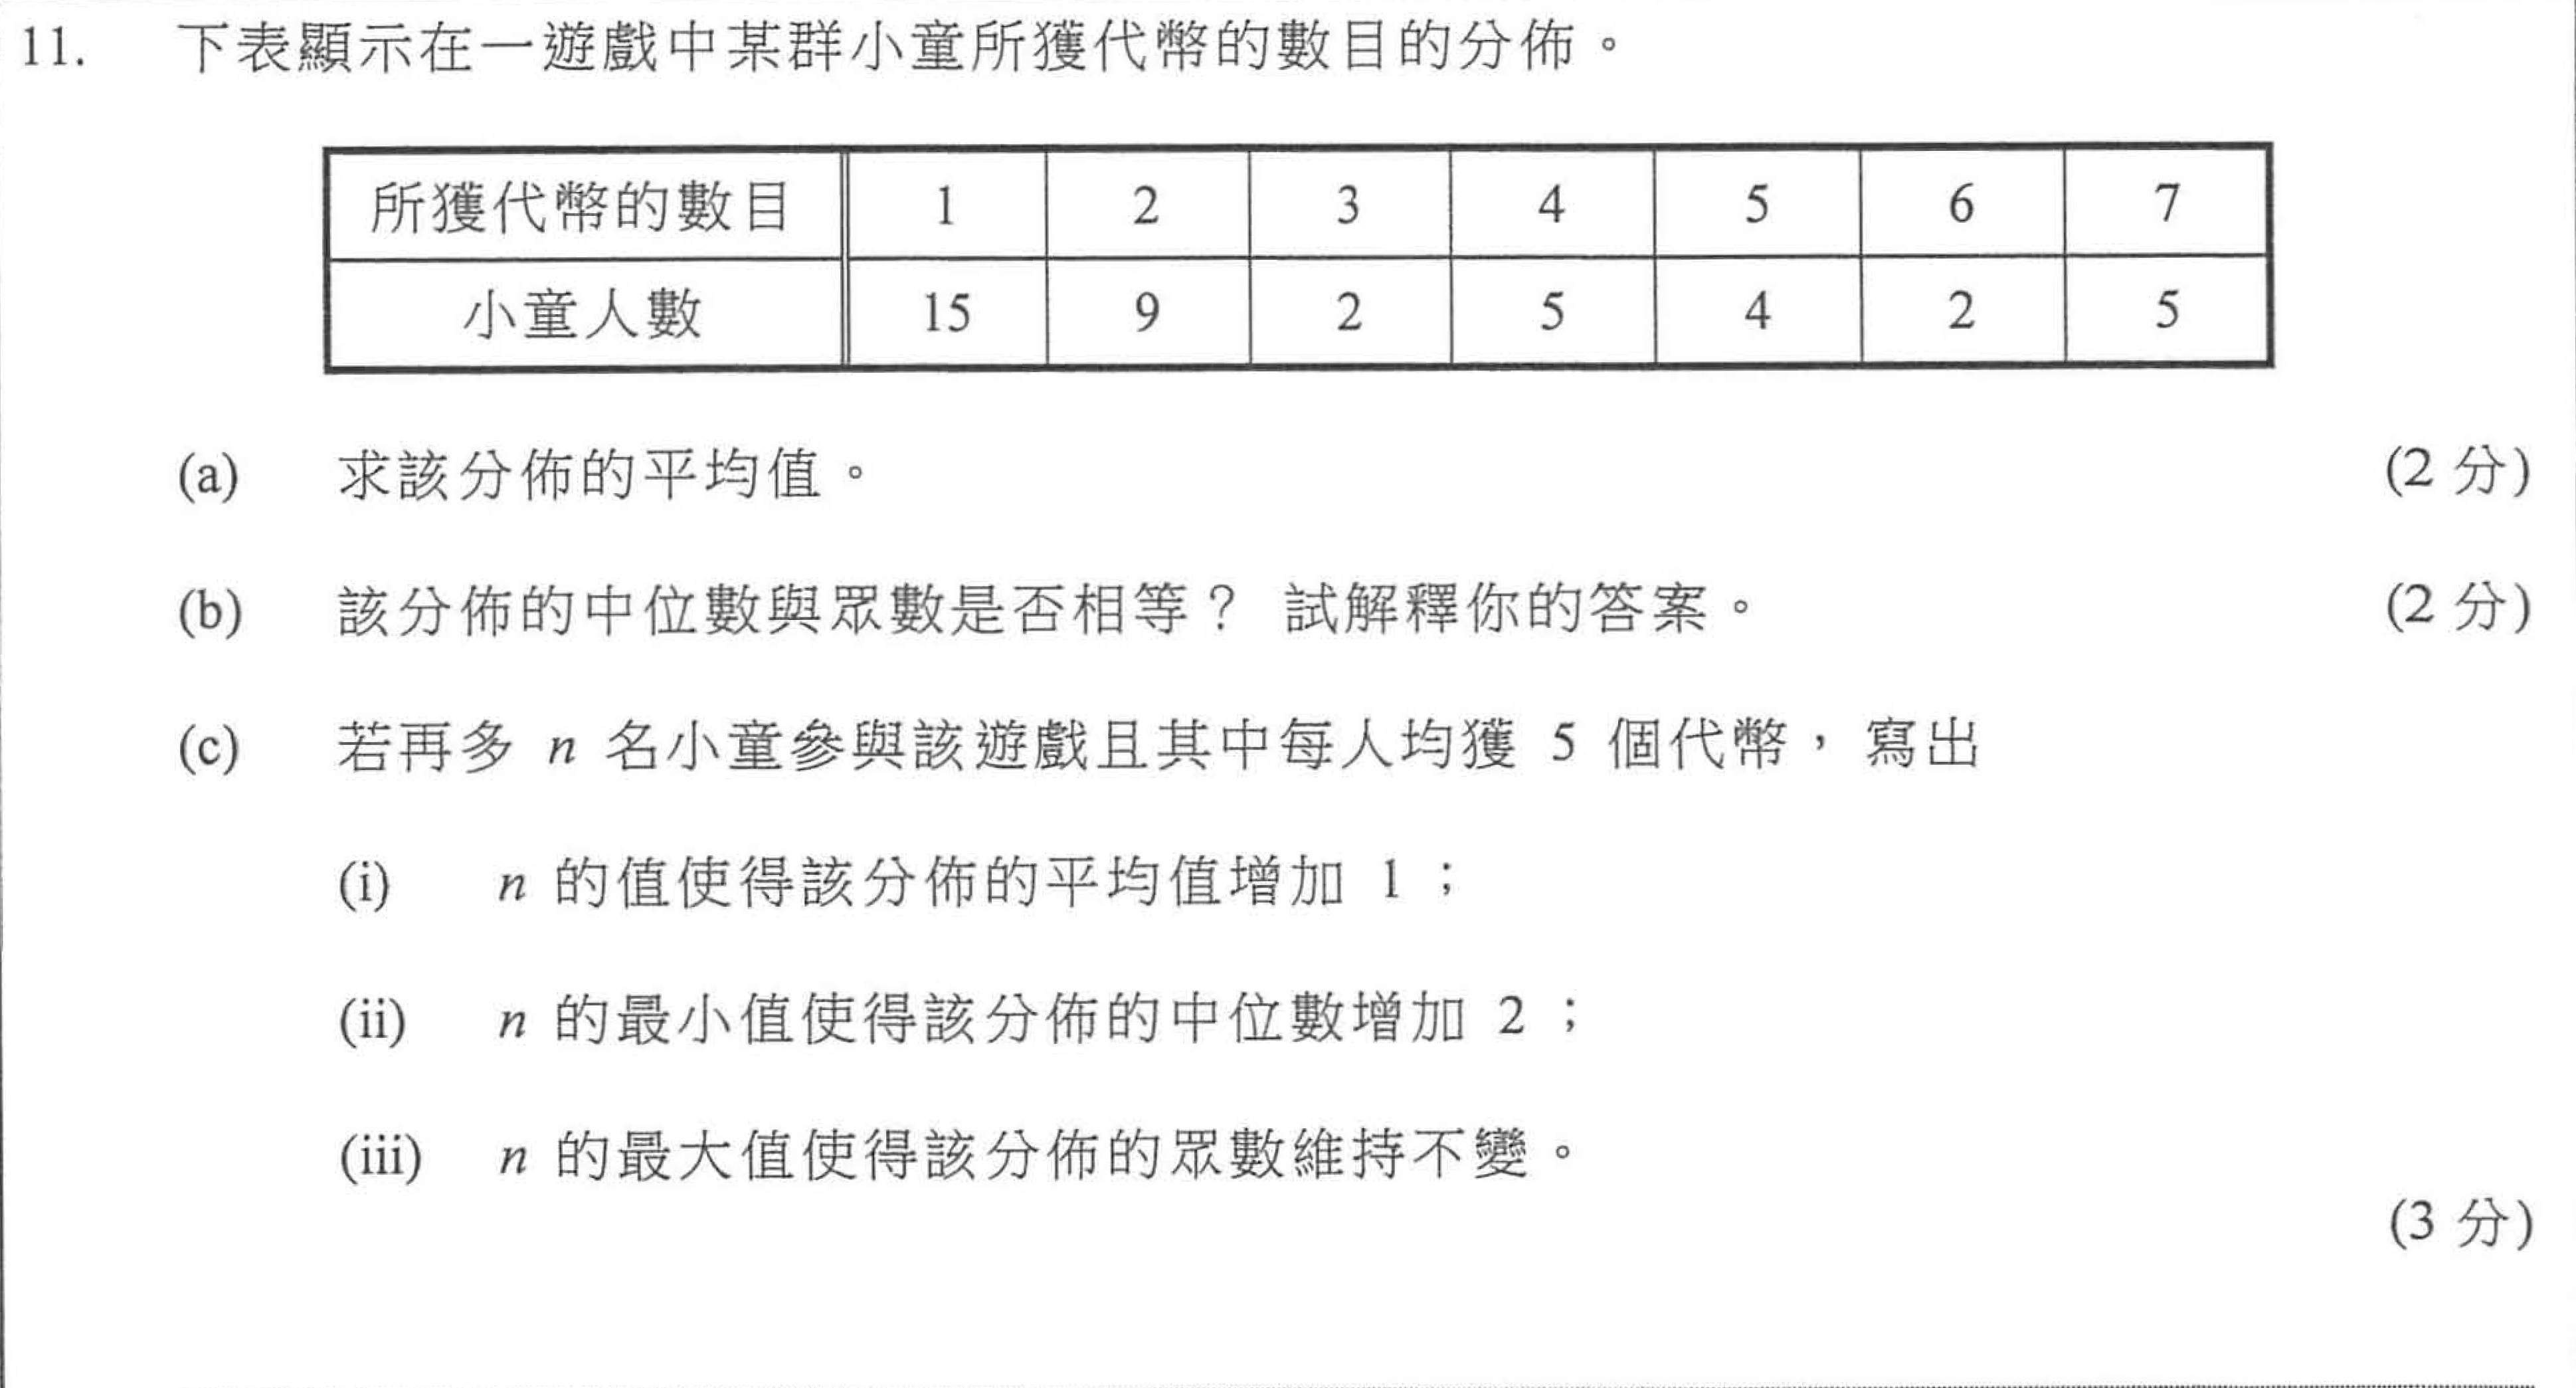 11. 下表顯示在一遊戲中某群小童所獲代幣的數目的分佈。
所獲代幣的數目 1 2 3 4 5 6 7
小童人數 15 9 2 5 4 2 5
(a) 求該分佈的平均值。 (2 分)
(b) 該分佈的中位數與眾數是否相等？ 試解釋你的答案。 (2 分)
(c) 若再多 n 名小童參與該遊戲且其中每人均獲 5 個代幣，寫出
(i) n 的值使得該分佈的平均值增加 1；
(ii) n 的最小值使得該分佈的中位數增加 2；
(iii) n 的最大值使得該分佈的眾數維持不變。
(3 分)